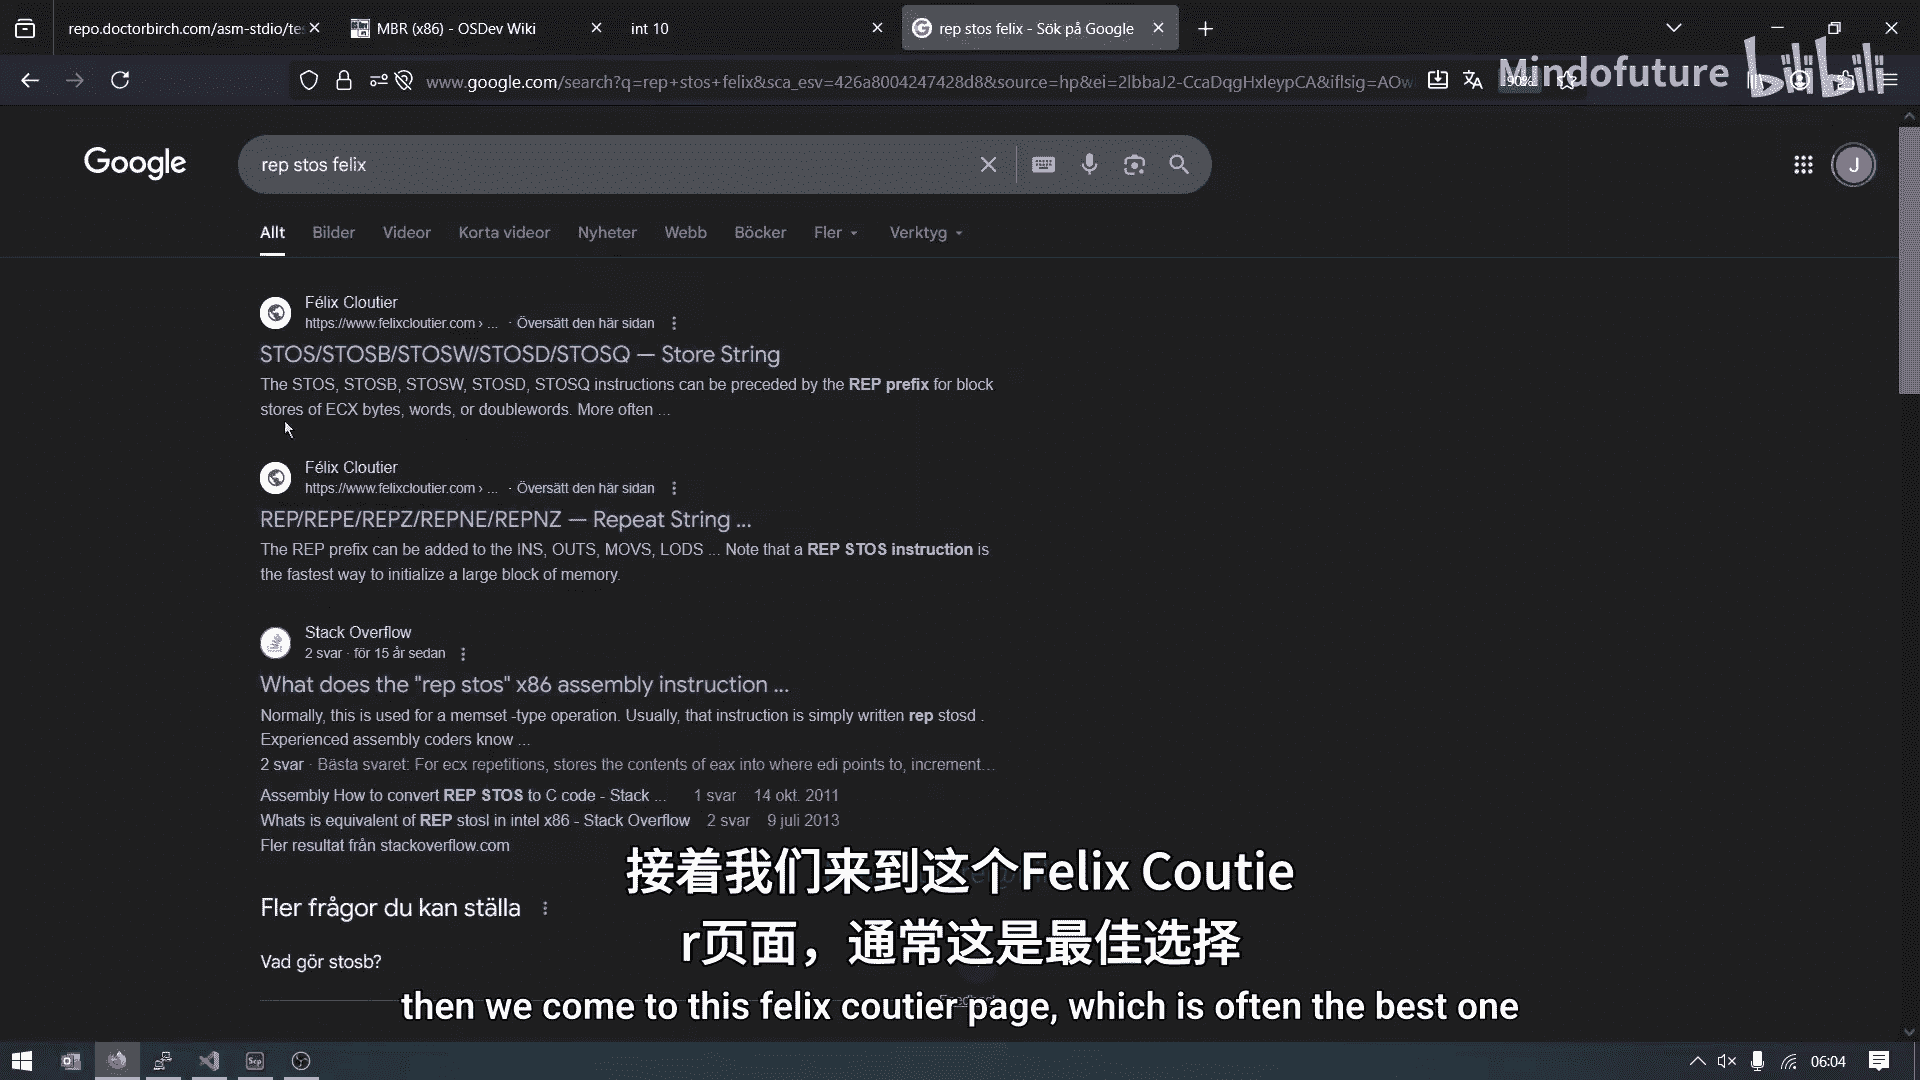 repo.doctorbirch.com/asm-stdio/te
MBR (x86) - OSDev Wiki
int 10
rep stos felix - Sök på Google
www.google.com/search?q=rep+stos+felix&sca_esv=426a8004247428d8&source=hp&ei=2lbbaJ2-CcaDqgHxleypCA&iflsig=AOw
90%
Mindofuture
bilibili
Google
rep stos felix
J
Allt
Bilder
Videor
Korta videor
Nyheter
Webb
Böcker
Fler
Verktyg
Félix Cloutier
https://www.felixcloutier.com › ... · Översätt den här sidan
STOS/STOSB/STOSW/STOSD/STOSQ — Store String
The STOS, STOSB, STOSW, STOSD, STOSQ instructions can be preceded by the REP prefix for block
stores of ECX bytes, words, or doublewords. More often ...
Félix Cloutier
https://www.felixcloutier.com › ... · Översätt den här sidan
REP/REPE/REPZ/REPNE/REPNZ — Repeat String ...
The REP prefix can be added to the INS, OUTS, MOVS, LODS ... Note that a REP STOS instruction is
the fastest way to initialize a large block of memory.
Stack Overflow
2 svar · för 15 år sedan
What does the "rep stos" x86 assembly instruction ...
Normally, this is used for a memset -type operation. Usually, that instruction is simply written rep stosd .
Experienced assembly coders know ...
2 svar · Bästa svaret: For ecx repetitions, stores the contents of eax into where edi points to, increment…
Assembly How to convert REP STOS to C code - Stack ... 1 svar 14 okt. 2011
Whats is equivalent of REP stosl in intel x86 - Stack Overflow 2 svar 9 juli 2013
Fler resultat från stackoverflow.com
Fler frågor du kan ställa
Vad gör stosb?
接着我们来到这个Felix Coutie
r页面，通常这是最佳选择
then we come to this felix coutier page, which is often the best one
Scp
06:04